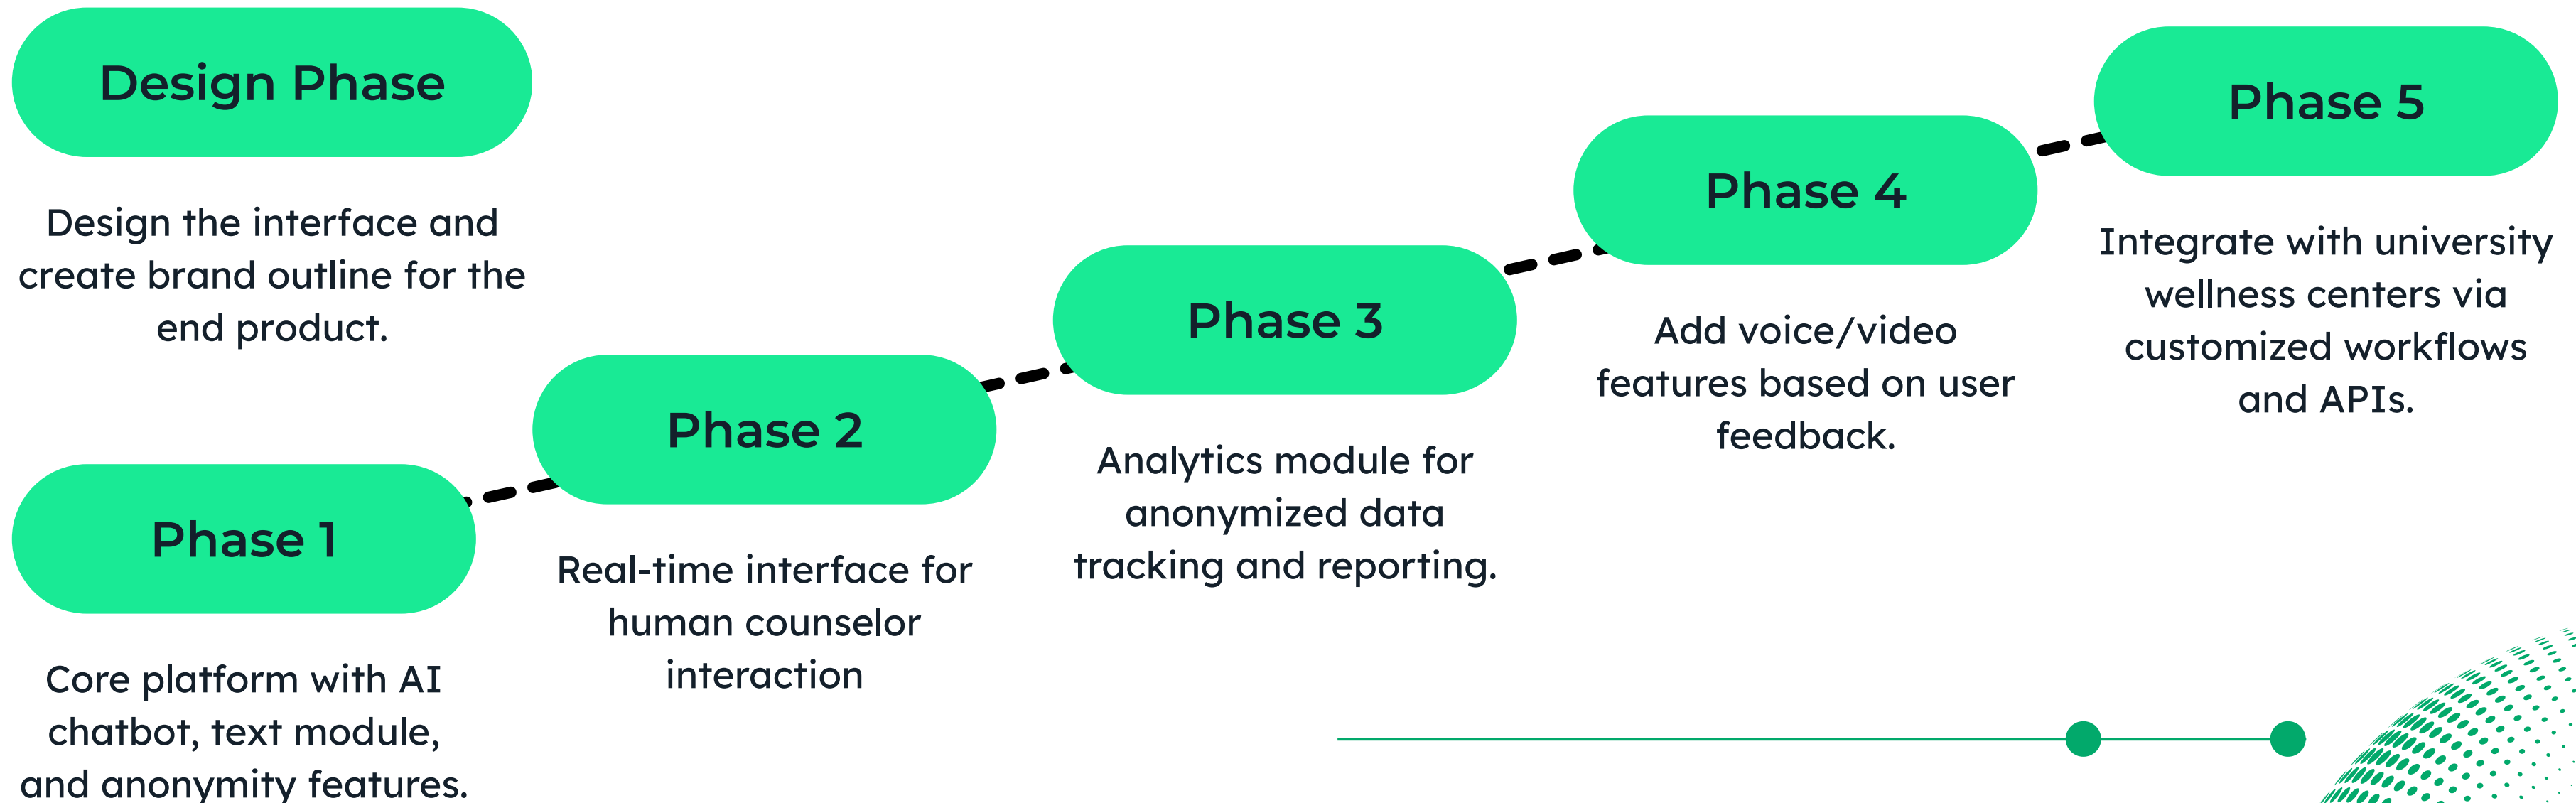 Design Phase
Design the interface and
create brand outline for the
end product.
Phase 1
Core platform with AI
chatbot, text module,
and anonymity features.
Phase 2
Real-time interface for
human counselor
interaction
Phase 3
Analytics module for
anonymized data
tracking and reporting.
Phase 4
Add voice/video
features based on user
feedback.
Phase 5
Integrate with university
wellness centers via
customized workflows
and APIs.